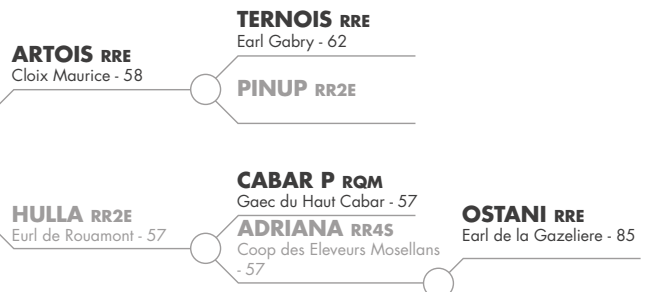 TERNOIS RRE
Earl Gabry - 62
ARTOIS RRE
Cloix Maurice - 58
PINUP RR2E
CABAR P RQM
Gaec du Haut Cabar - 57
HULLA RR2E
Eurl de Rouamont - 57
ADRIANA RR4S
Coop des Eleveurs Mosellans
- 57
OSTANI RRE
Earl de la Gazeliere - 85